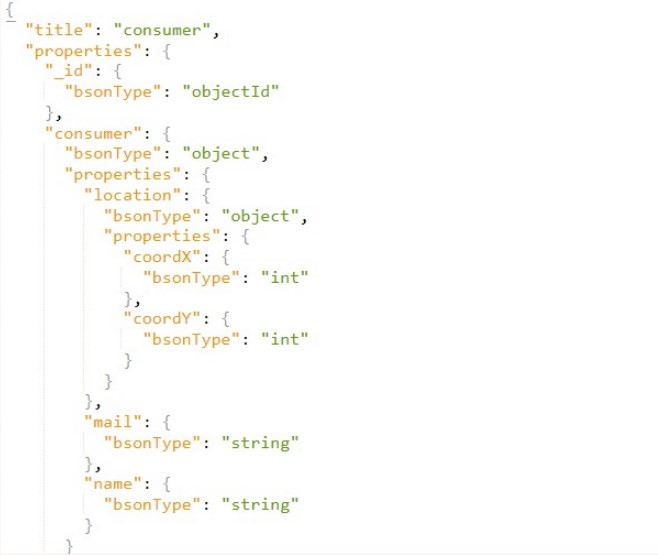 {
  "title": "consumer",
  "properties": {
    "_id": {
      "bsonType": "objectId"
    },
    "consumer": {
      "bsonType": "object",
      "properties": {
        "location": {
          "bsonType": "object",
          "properties": {
            "coordX": {
              "bsonType": "int"
            },
            "coordY": {
              "bsonType": "int"
            }
          }
        },
        "mail": {
          "bsonType": "string"
        },
        "name": {
          "bsonType": "string"
        }
      }